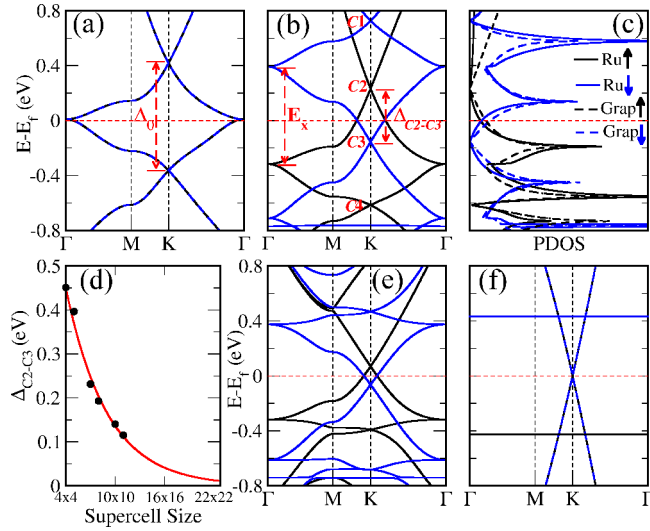 (a)
(b)
(c)
0.8
0.4
0
-0.4
-0.8
E-E_f (eV)
Δ_0
Γ M K Γ
C1
C2
C3
C4
E_x
Δ_C2-C3
Γ M K Γ
Ru↑
Ru↓
Grap↑
Grap↓
PDOS
(d)
(e)
(f)
0.5
0.4
0.3
0.2
0.1
0
Δ_C2-C3 (eV)
4x4 10x10 16x16 22x22
Supercell Size
0.8
0.4
0
-0.4
-0.8
E-E_f (eV)
Γ M K Γ
Γ M K Γ